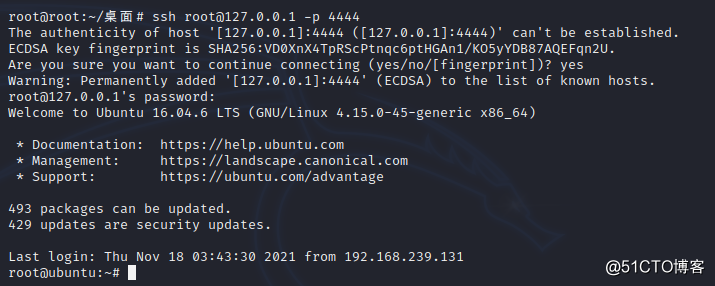 root@root:~/桌面# ssh root@127.0.0.1 -p 4444
The authenticity of host '[127.0.0.1]:4444 ([127.0.0.1]:4444)' can't be established.
ECDSA key fingerprint is SHA256:VD0XnX4TpRScPtnqc6ptHGAn1/KO5yYDB87AQEFqn2U.
Are you sure you want to continue connecting (yes/no/[fingerprint])? yes
Warning: Permanently added '[127.0.0.1]:4444' (ECDSA) to the list of known hosts.
root@127.0.0.1's password:
Welcome to Ubuntu 16.04.6 LTS (GNU/Linux 4.15.0-45-generic x86_64)
* Documentation:  https://help.ubuntu.com
* Management:     https://landscape.canonical.com
* Support:        https://ubuntu.com/advantage
493 packages can be updated.
429 updates are security updates.
Last login: Thu Nov 18 03:43:30 2021 from 192.168.239.131
root@ubuntu:~#
@51CTO博客